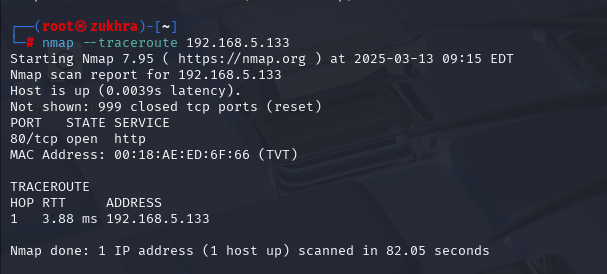 ┌──(root㉿zukhra)-[~]
└─# nmap --traceroute 192.168.5.133
Starting Nmap 7.95 ( https://nmap.org ) at 2025-03-13 09:15 EDT
Nmap scan report for 192.168.5.133
Host is up (0.0039s latency).
Not shown: 999 closed tcp ports (reset)
PORT   STATE SERVICE
80/tcp open  http
MAC Address: 00:18:AE:ED:6F:66 (TVT)

TRACEROUTE
HOP RTT     ADDRESS
1   3.88 ms 192.168.5.133

Nmap done: 1 IP address (1 host up) scanned in 82.05 seconds